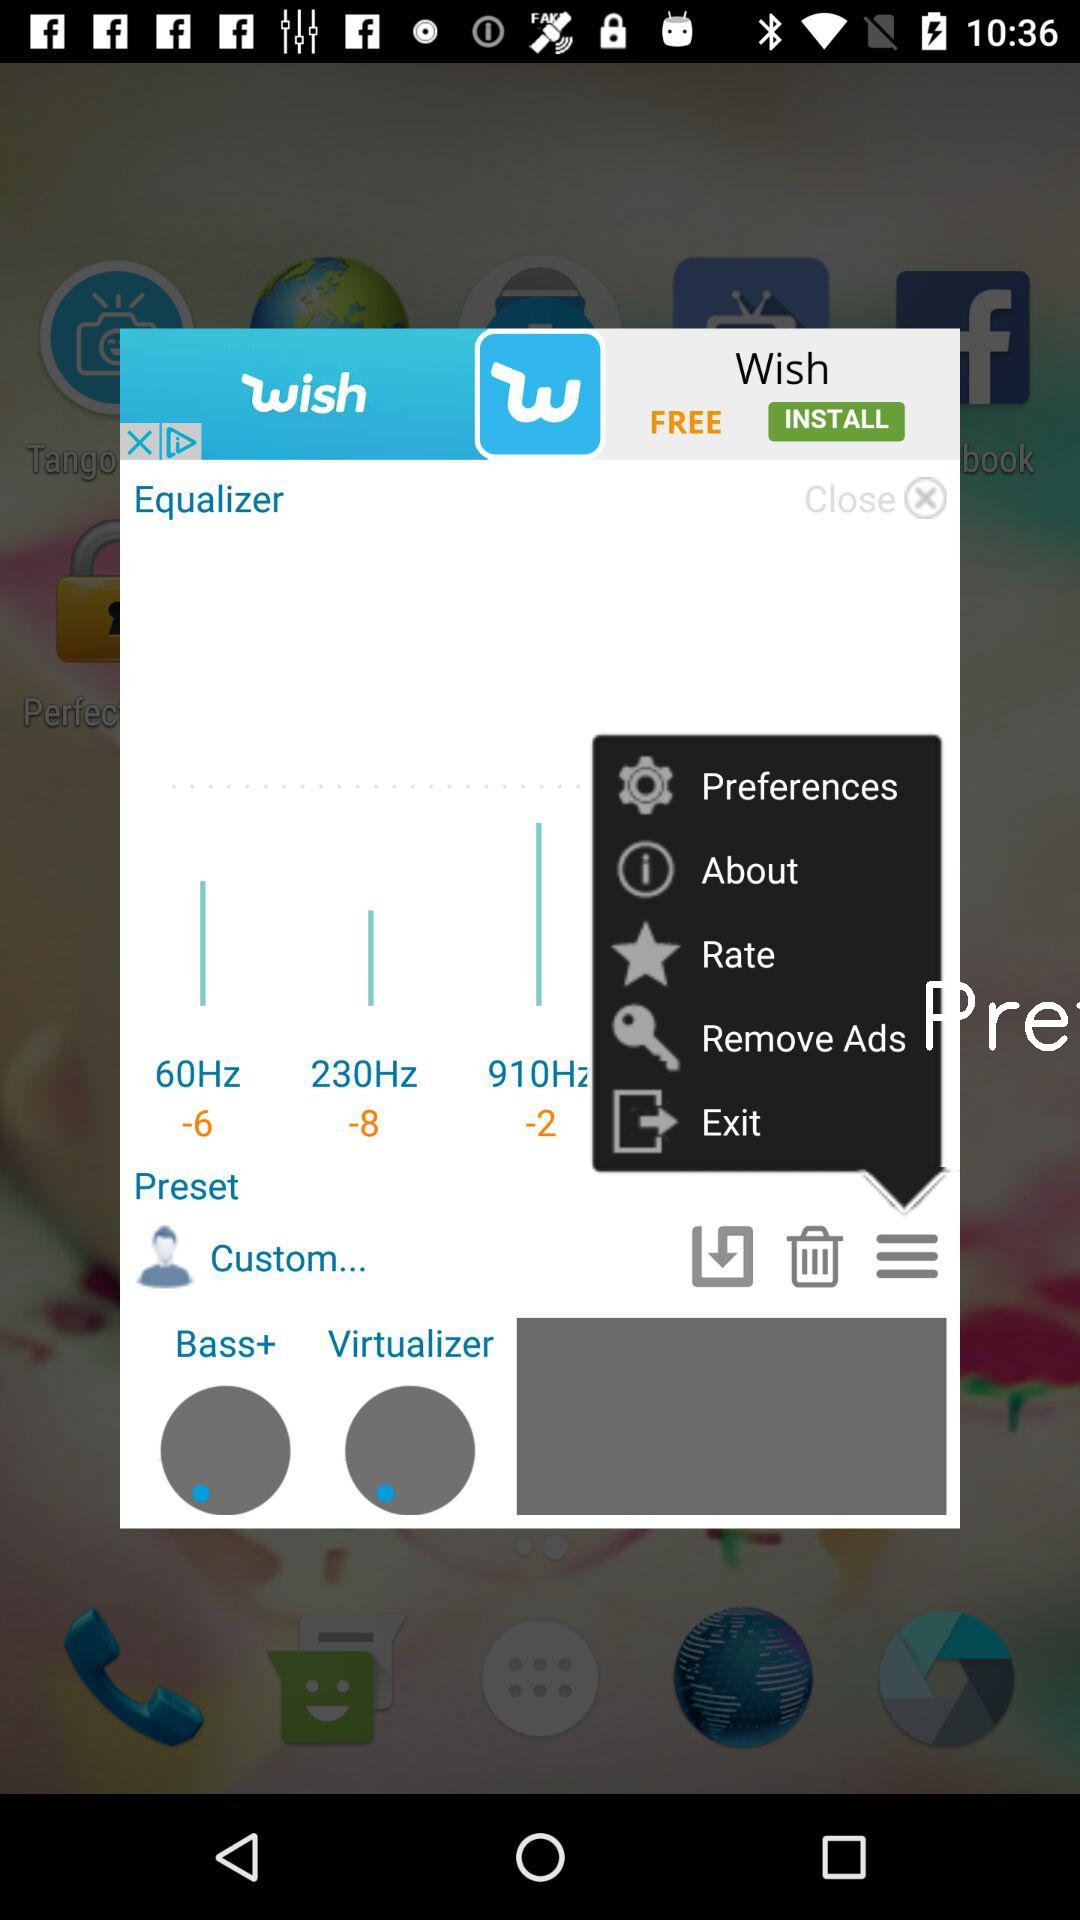 FAKE
10:36
wish
Wish
FREE
INSTALL
Tango
book
Equalizer
Close
Perfec
Preferences
About
Rate
Remove Ads
Pre
Exit
60Hz
230Hz
910Hz
-6
-8
-2
Preset
Custom...
Bass+
Virtualizer